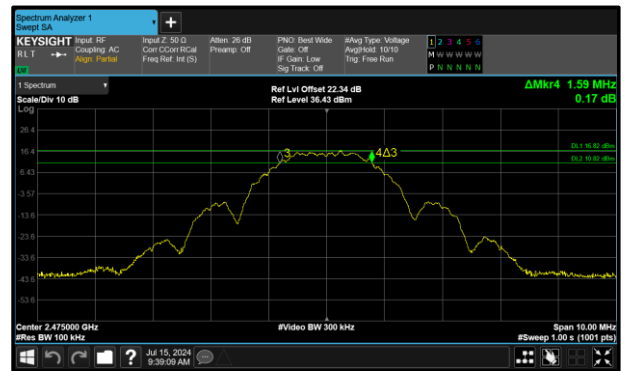 Spectrum Analyzer 1
Swept SA
+
KEYSIGHT
RLT
Input: RF
Coupling: AC
Align: Partial
Input Z: 50 Ω
Corr CCorr RCal
Freq Ref: Int (S)
Atten: 26 dB
Preamp: Off
PNO: Best Wide
Gate: Off
IF Gain: Low
Sig Track: Off
#Avg Type: Voltage
Avg|Hold: 10/10
Trig: Free Run
1 2 3 4 5 6
M W W W W W
P N N N N N
1 Spectrum
Scale/Div 10 dB
Ref Lvl Offset 22.34 dB
Ref Level 36.43 dBm
ΔMkr4 1.59 MHz
0.17 dB
Log
26.4
16.4
6.43
-3.57
-13.6
-23.6
-33.6
-43.6
-53.6
DL1 16.82 dBm
DL2 10.82 dBm
3
4Δ3
Center 2.475000 GHz
#Res BW 100 kHz
#Video BW 300 kHz
Span 10.00 MHz
#Sweep 1.00 s (1001 pts)
?
Jul 15, 2024
9:39:09 AM